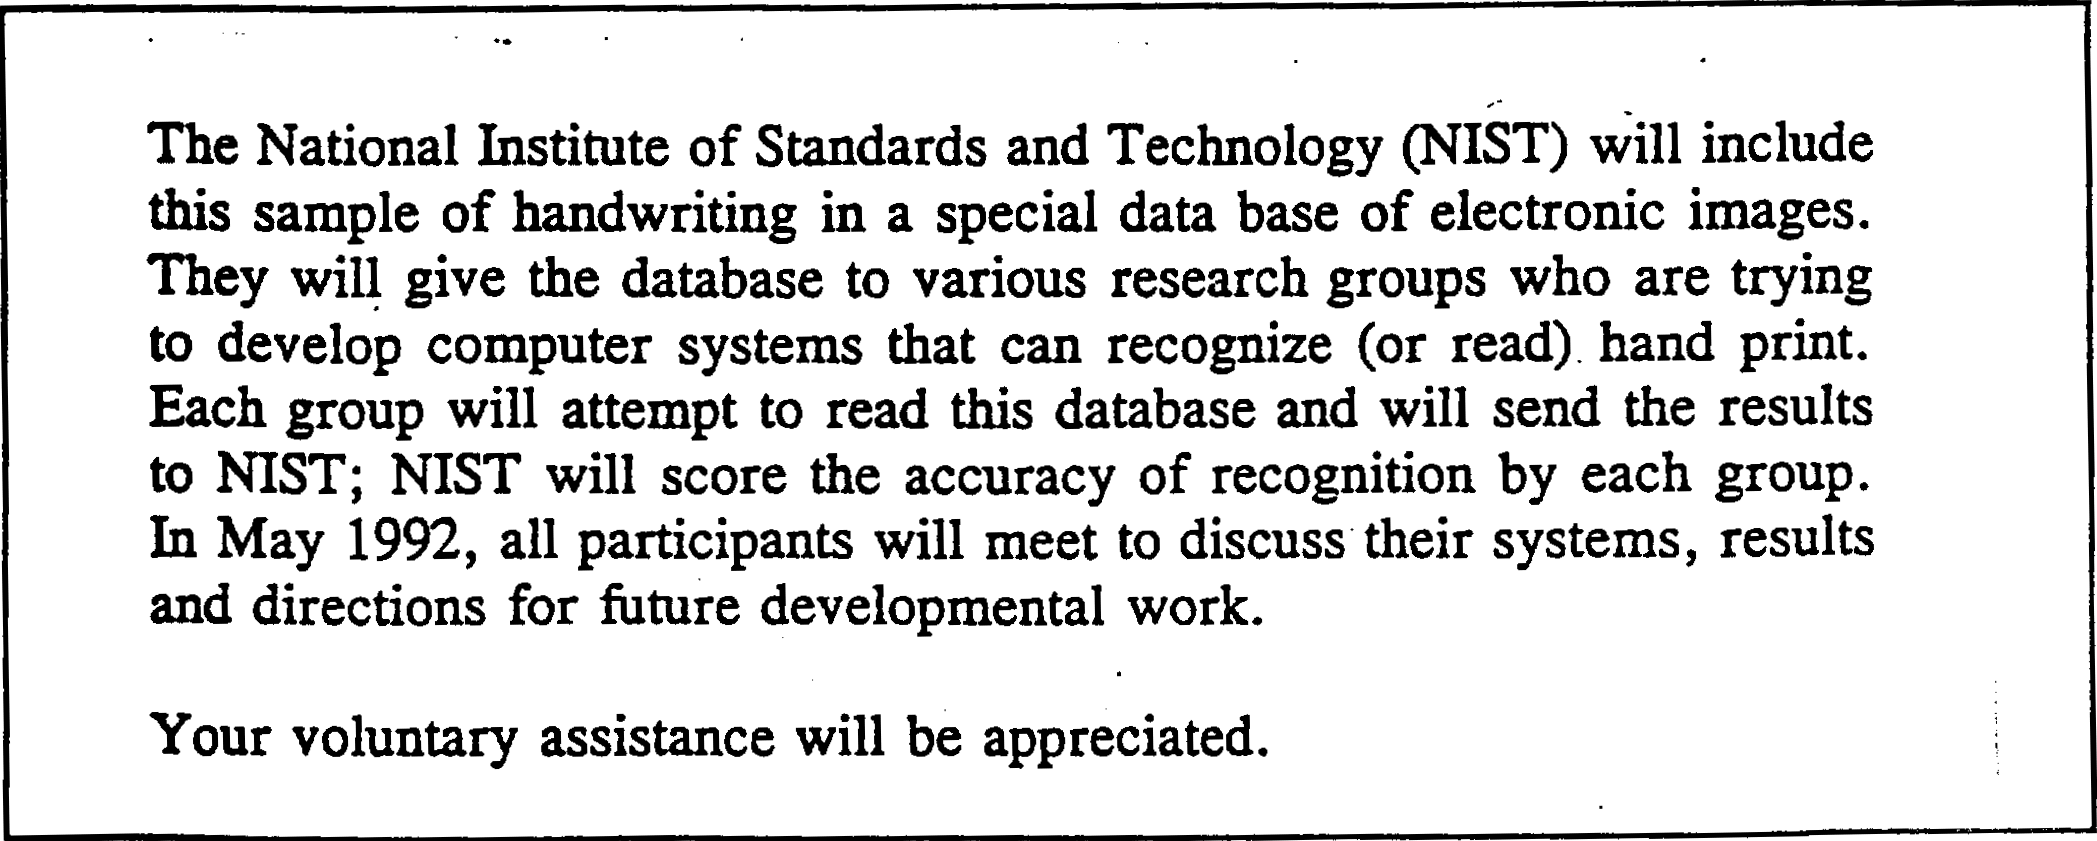 The National Institute of Standards and Technology (NIST) will include
this sample of handwriting in a special data base of electronic images.
They will give the database to various research groups who are trying
to develop computer systems that can recognize (or read) hand print.
Each group will attempt to read this database and will send the results
to NIST; NIST will score the accuracy of recognition by each group.
In May 1992, all participants will meet to discuss their systems, results
and directions for future developmental work.
Your voluntary assistance will be appreciated.